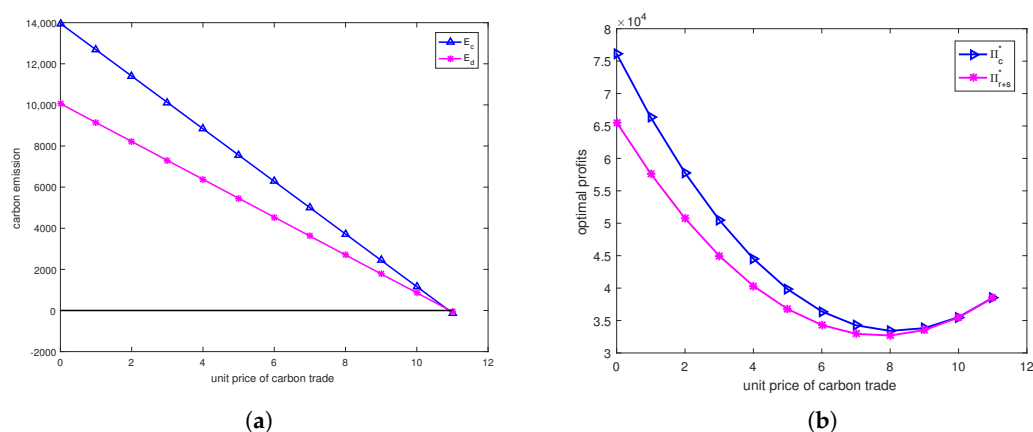 14,000
12,000
10,000
8000
6000
4000
2000
0
-2000
carbon emission
0 2 4 6 8 10 12
unit price of carbon trade
E_c
E_d
(a)
×10⁴
8
7.5
7
6.5
6
5.5
5
4.5
4
3.5
3
optimal profits
0 2 4 6 8 10 12
unit price of carbon trade
Π_c^*
Π_{r+s}^*
(b)